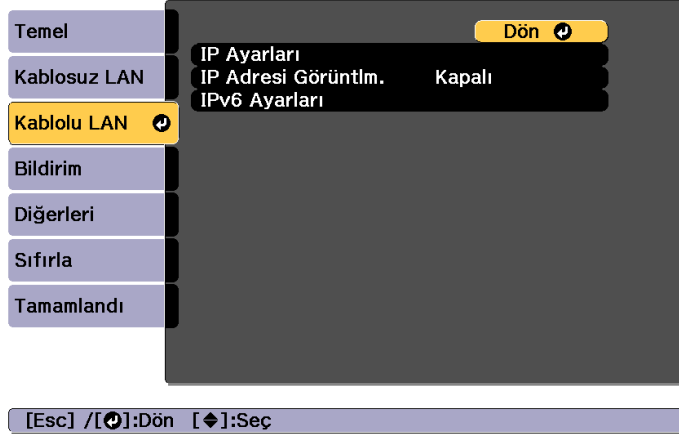 Temel
Kablosuz LAN
Kablolu LAN
Bildirim
Diğerleri
Sıfırla
Tamamlandı
Dön
IP Ayarları
IP Adresi Görüntlm. Kapalı
IPv6 Ayarları
[Esc] /[⏎]:Dön [◆]:Seç